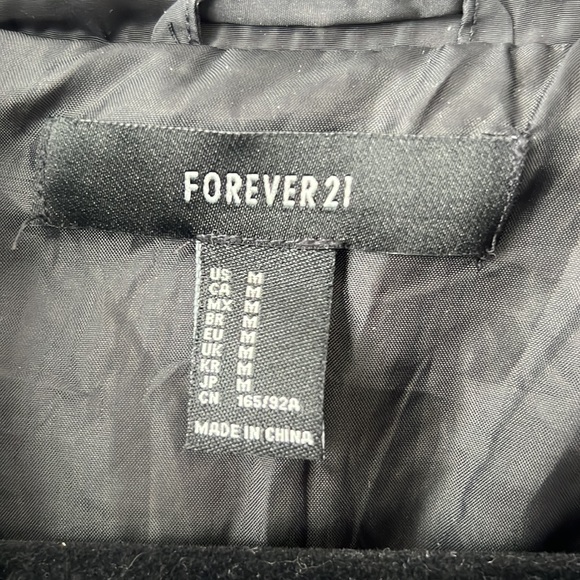 FOREVER 21
US M
CA M
MX M
BR M
EU M
UK M
KR M
JP M
CN 165/92A
MADE IN CHINA